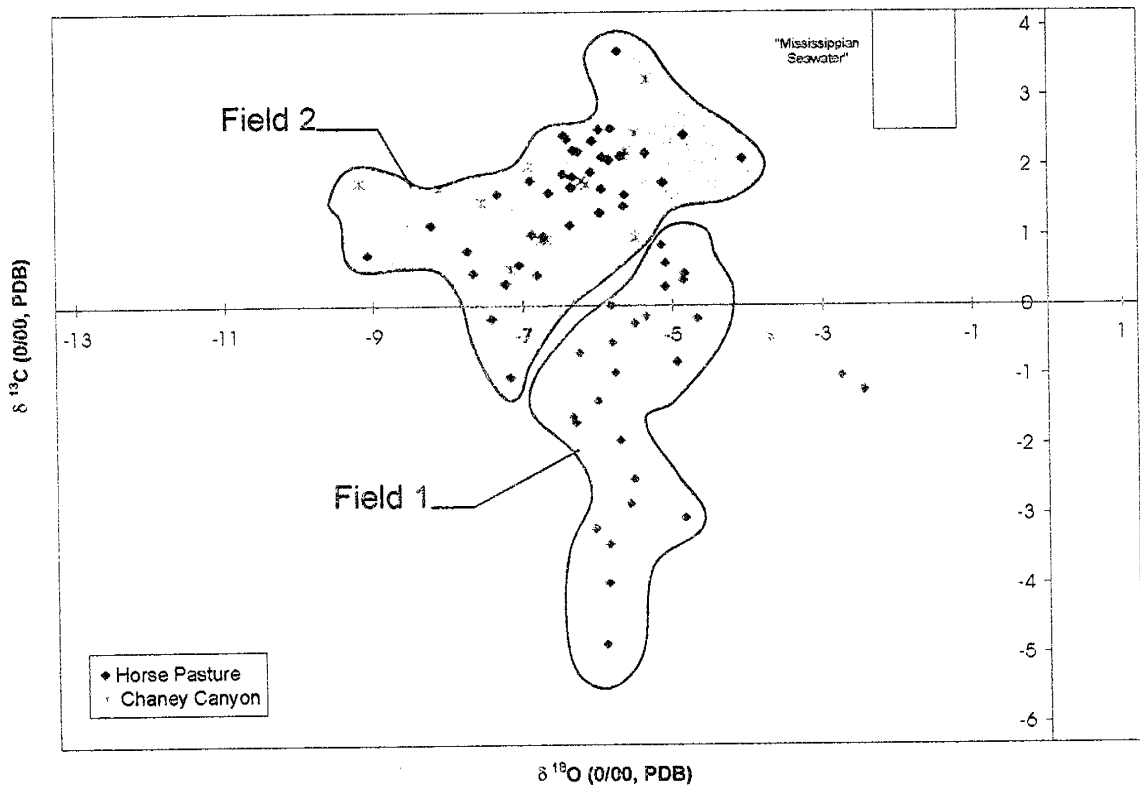 "Mississippian
Seawater"
Field 2
Field 1
4
3
2
1
0
-1
-2
-3
-4
-5
-6
-13
-11
-9
-7
-5
-3
-1
1
δ ¹³C (0/00, PDB)
Horse Pasture
Chaney Canyon
δ ¹⁸O (0/00, PDB)